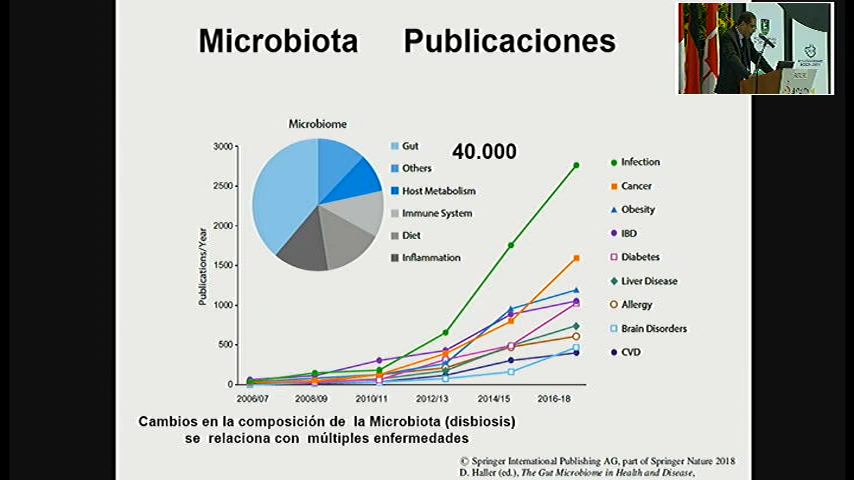 Microbiota Publicaciones
Microbiome
40.000
Gut
Others
Host Metabolism
Immune System
Diet
Inflammation
Publications/Year
3000
2500
2000
1500
1000
500
0
2006/07 2008/09 2010/11 2012/13 2014/15 2016-18
Infection
Cancer
Obesity
IBD
Diabetes
Liver Disease
Allergy
Brain Disorders
CVD
Cambios en la composición de la Microbiota (disbiosis)
se relaciona con múltiples enfermedades
© Springer International Publishing AG, part of Springer Nature 2018
D. Haller (ed.), The Gut Microbiome in Health and Disease,